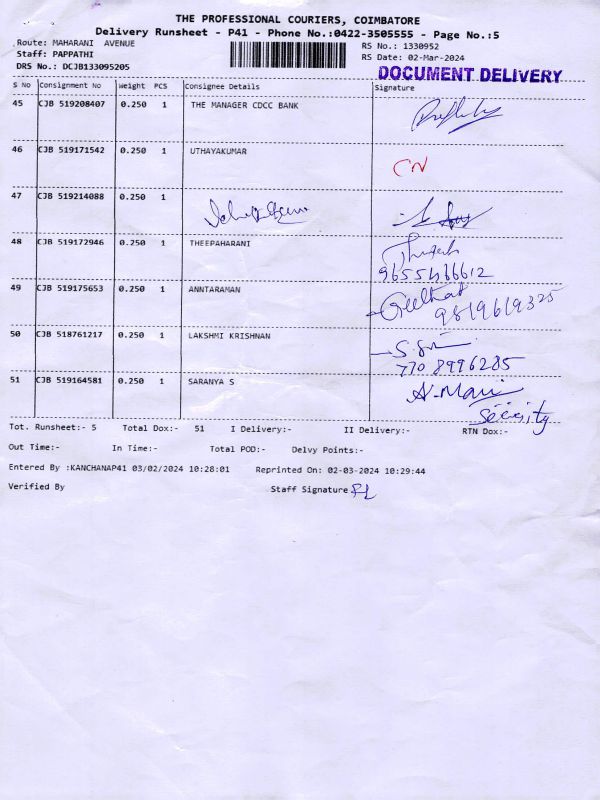 THE PROFESSIONAL COURIERS, COIMBATORE
Delivery Runsheet - P41 - Phone No.:0422-3505555 - Page No.:5
Route: MAHARANI AVENUE
RS No.: 1330952
Staff: PAPPATHI
RS Date: 02-Mar-2024
DRS No.: DCJB133095205
DOCUMENT DELIVERY
S No Consignment No Weight PCS Consignee Details Signature
45 CJB 519208407 0.250 1 THE MANAGER CDCC BANK
46 CJB 519171542 0.250 1 UTHAYAKUMAR CN
47 CJB 519214088 0.250 1
48 CJB 519172946 0.250 1 THEEPAHARANI
49 CJB 519175653 0.250 1 ANNTARAMAN
9819619325
50 CJB 518761217 0.250 1 LAKSHMI KRISHNAN
770 8996285
51 CJB 519164581 0.250 1 SARANYA S A. Mani
Tot. Runsheet:- 5 Total Dox:- 51 I Delivery:- II Delivery:- RTN Dox:-
Out Time:- In Time:- Total POD:- Delvy Points:-
Entered By :KANCHANAP41 03/02/2024 10:28:01 Reprinted On: 02-03-2024 10:29:44
Verified By Staff Signature